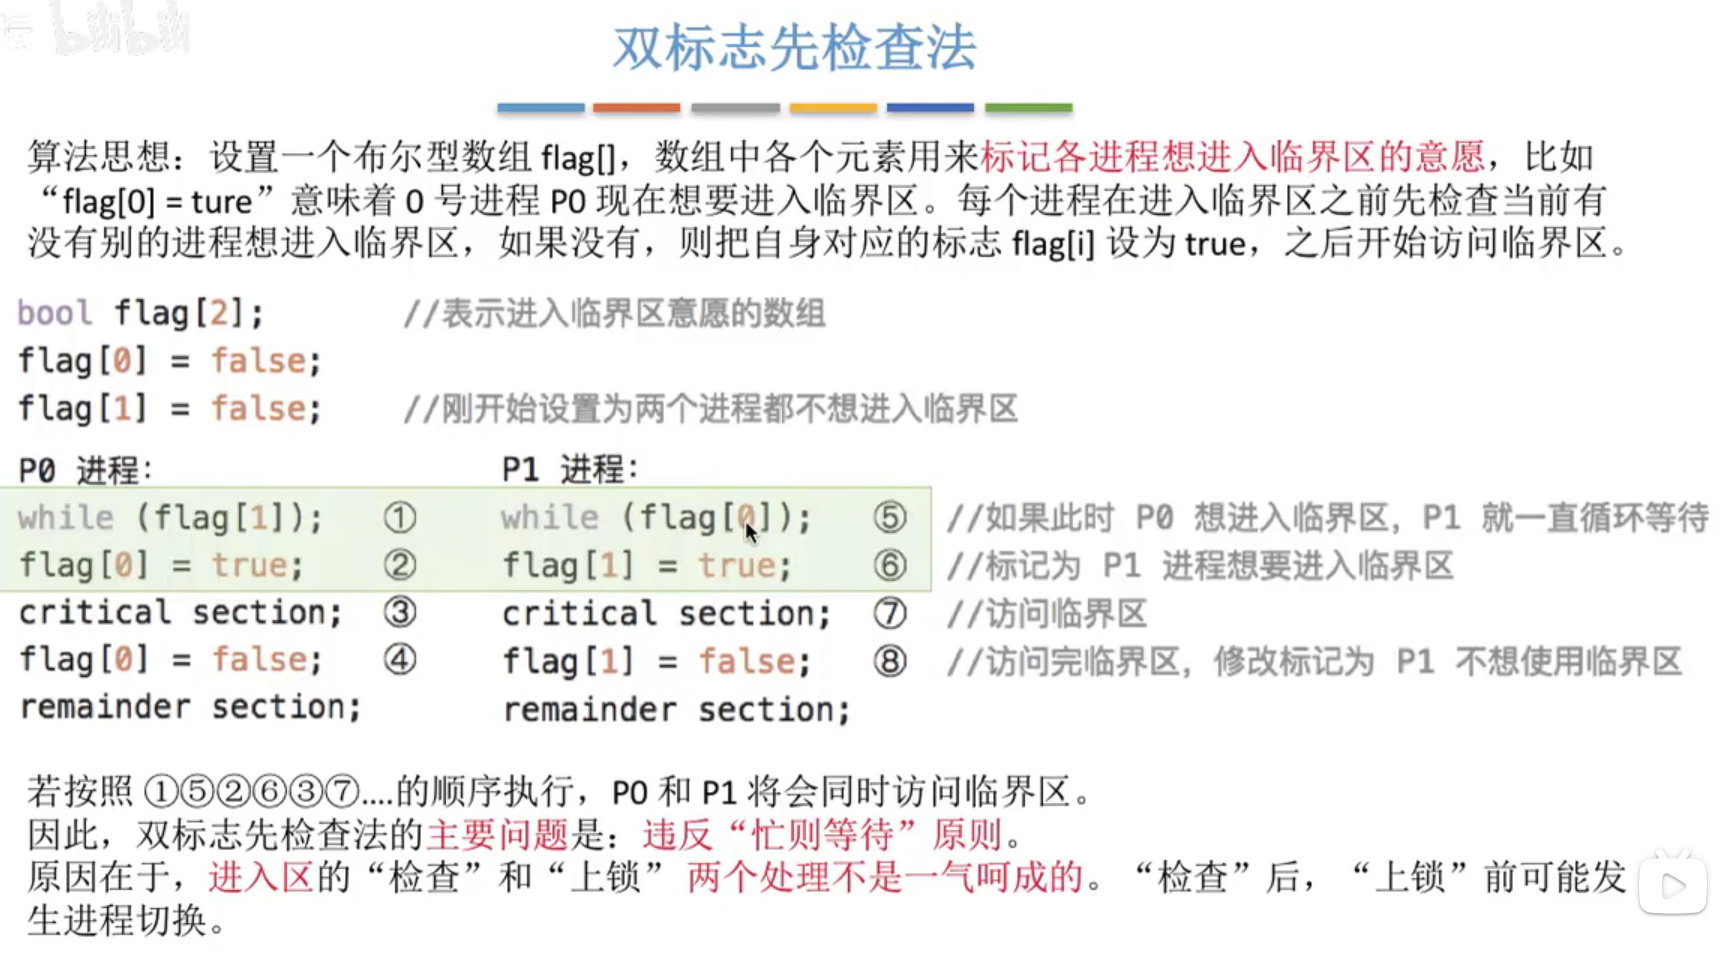 bilibili
双标志先检查法
算法思想：设置一个布尔型数组 flag[]，数组中各个元素用来标记各进程想进入临界区的意愿，比如
“flag[0] = ture”意味着 0 号进程 P0 现在想要进入临界区。每个进程在进入临界区之前先检查当前有
没有别的进程想进入临界区，如果没有，则把自身对应的标志 flag[i] 设为 true，之后开始访问临界区。
bool flag[2]; //表示进入临界区意愿的数组
flag[0] = false;
flag[1] = false; //刚开始设置为两个进程都不想进入临界区
P0 进程： P1 进程：
while (flag[1]); ① while (flag[0]); ⑤ //如果此时 P0 想进入临界区，P1 就一直循环等待
flag[0] = true; ② flag[1] = true; ⑥ //标记为 P1 进程想要进入临界区
critical section; ③ critical section; ⑦ //访问临界区
flag[0] = false; ④ flag[1] = false; ⑧ //访问完临界区，修改标记为 P1 不想使用临界区
remainder section; remainder section;
若按照 ①⑤②⑥③⑦....的顺序执行，P0 和 P1 将会同时访问临界区。
因此，双标志先检查法的主要问题是：违反“忙则等待”原则。
原因在于，进入区的“检查”和“上锁” 两个处理不是一气呵成的。“检查”后，“上锁”前可能发
生进程切换。